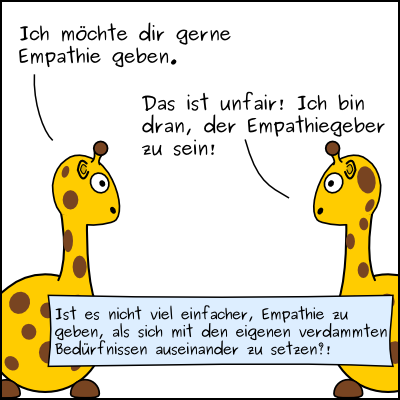 Ich möchte dir gerne
Empathie geben.
Das ist unfair! Ich bin
dran, der Empathiegeber
zu sein!
Ist es nicht viel einfacher, Empathie zu
geben, als sich mit den eigenen verdammten
Bedürfnissen auseinander zu setzen?!